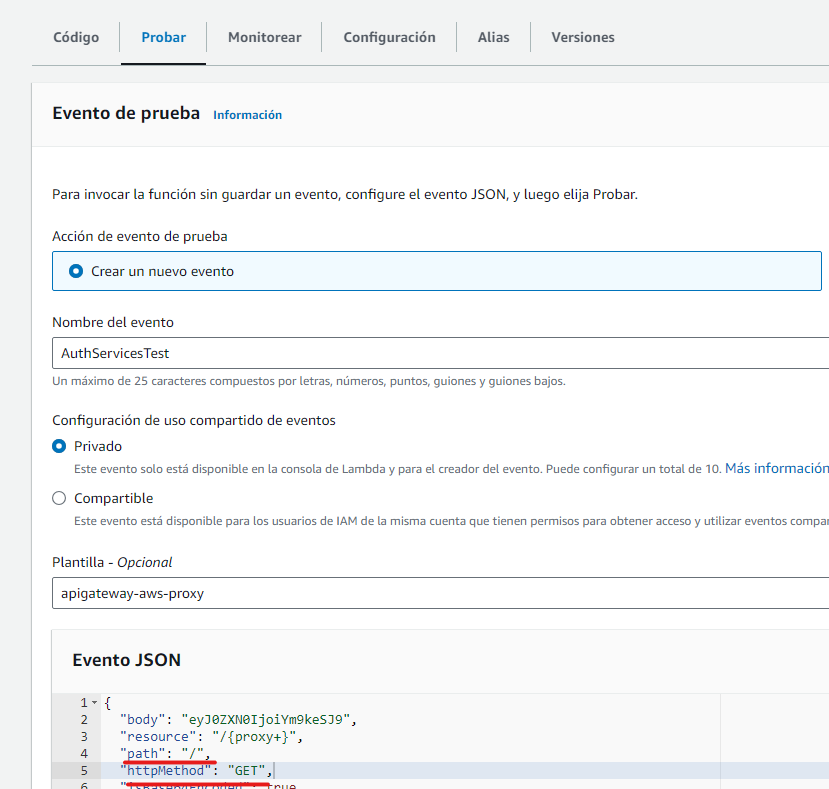 Código Probar Monitorear Configuración Alias Versiones
Evento de prueba Información
Para invocar la función sin guardar un evento, configure el evento JSON, y luego elija Probar.
Acción de evento de prueba
Crear un nuevo evento
Nombre del evento
AuthServicesTest
Un máximo de 25 caracteres compuestos por letras, números, puntos, guiones y guiones bajos.
Configuración de uso compartido de eventos
Privado
Este evento solo está disponible en la consola de Lambda y para el creador del evento. Puede configurar un total de 10. Más información
Compartible
Este evento está disponible para los usuarios de IAM de la misma cuenta que tienen permisos para obtener acceso y utilizar eventos compar
Plantilla - Opcional
apigateway-aws-proxy
Evento JSON
1 {
2 "body": "eyJ0ZXN0IjoiYm9keSJ9",
3 "resource": "/{proxy+}",
4 "path": "/",
5 "httpMethod": "GET",
6 "isBase64Encoded": true,